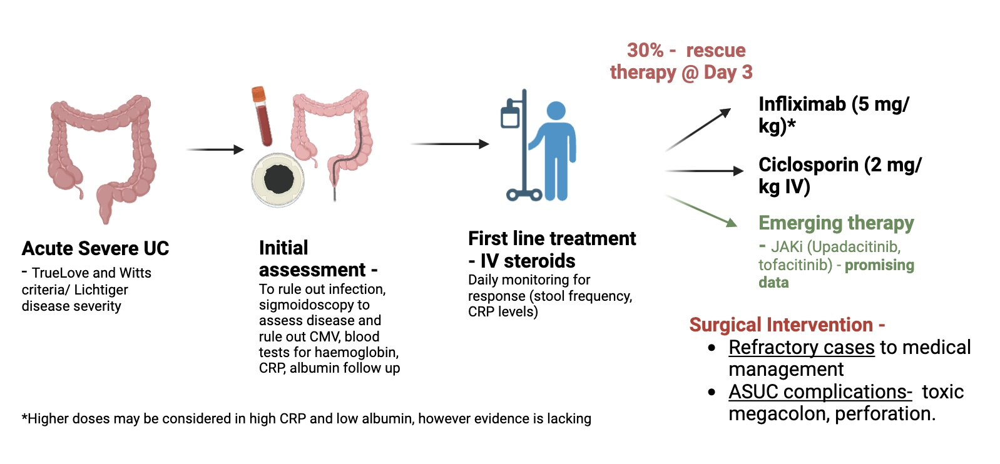 30% - rescue
therapy @ Day 3
Infliximab (5 mg/
kg)*
Ciclosporin (2 mg/
kg IV)
Emerging therapy
- JAKi (Upadacitinib,
tofacitinib) - promising
data
Acute Severe UC
- TrueLove and Witts
criteria/ Lichtiger
disease severity
Initial
assessment -
To rule out infection,
sigmoidoscopy to
assess disease and
rule out CMV, blood
tests for haemoglobin,
CRP, albumin follow up
First line treatment
- IV steroids
Daily monitoring for
response (stool frequency,
CRP levels)
Surgical Intervention -
• Refractory cases to medical
management
• ASUC complications- toxic
megacolon, perforation.
*Higher doses may be considered in high CRP and low albumin, however evidence is lacking